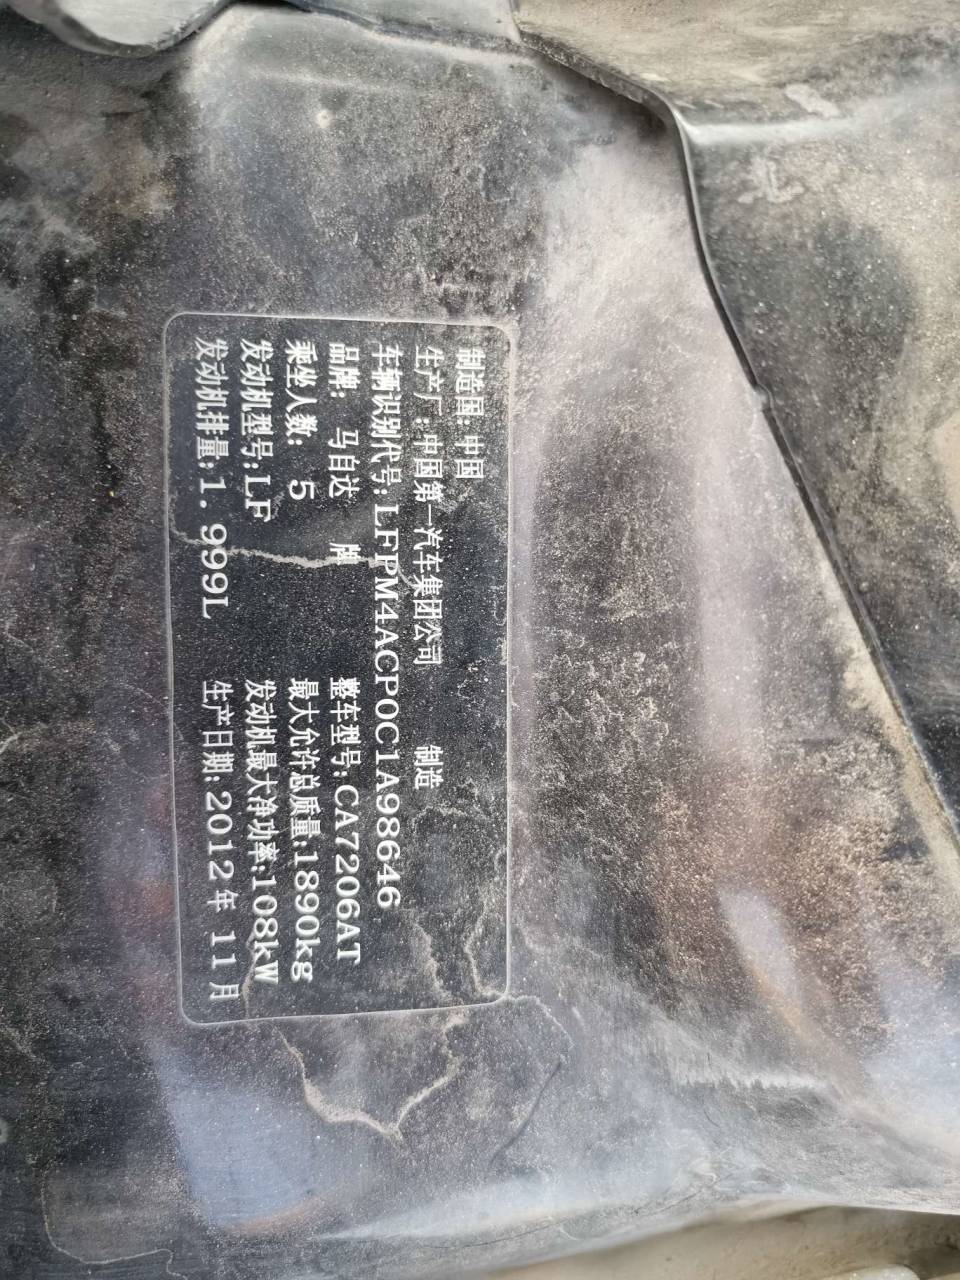 制造国:中国
生产厂:中国第一汽车集团公司 制造
车辆识别代号:LFPM4ACP0C1A98646
品牌: 马自达 牌 整车型号:CA7206AT
乘坐人数: 5 最大允许总质量:1890kg
发动机型号:LF 发动机最大净功率:108kW
发动机排量:1.999L 生产日期:2012年 11月